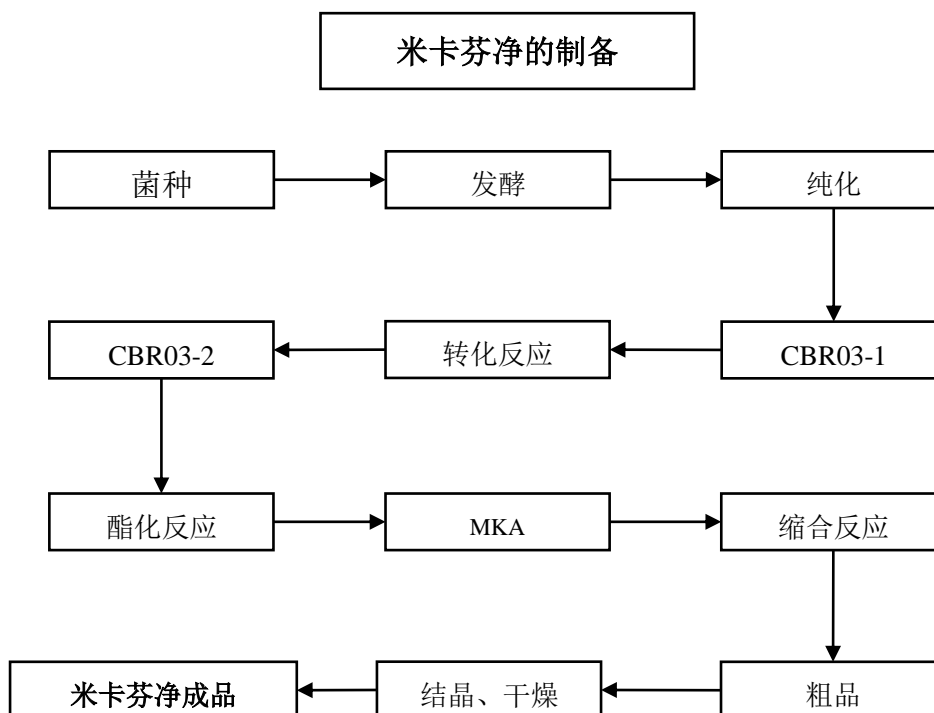 米卡芬净的制备
菌种
发酵
纯化
CBR03-1
转化反应
CBR03-2
酯化反应
MKA
缩合反应
粗品
结晶、干燥
米卡芬净成品